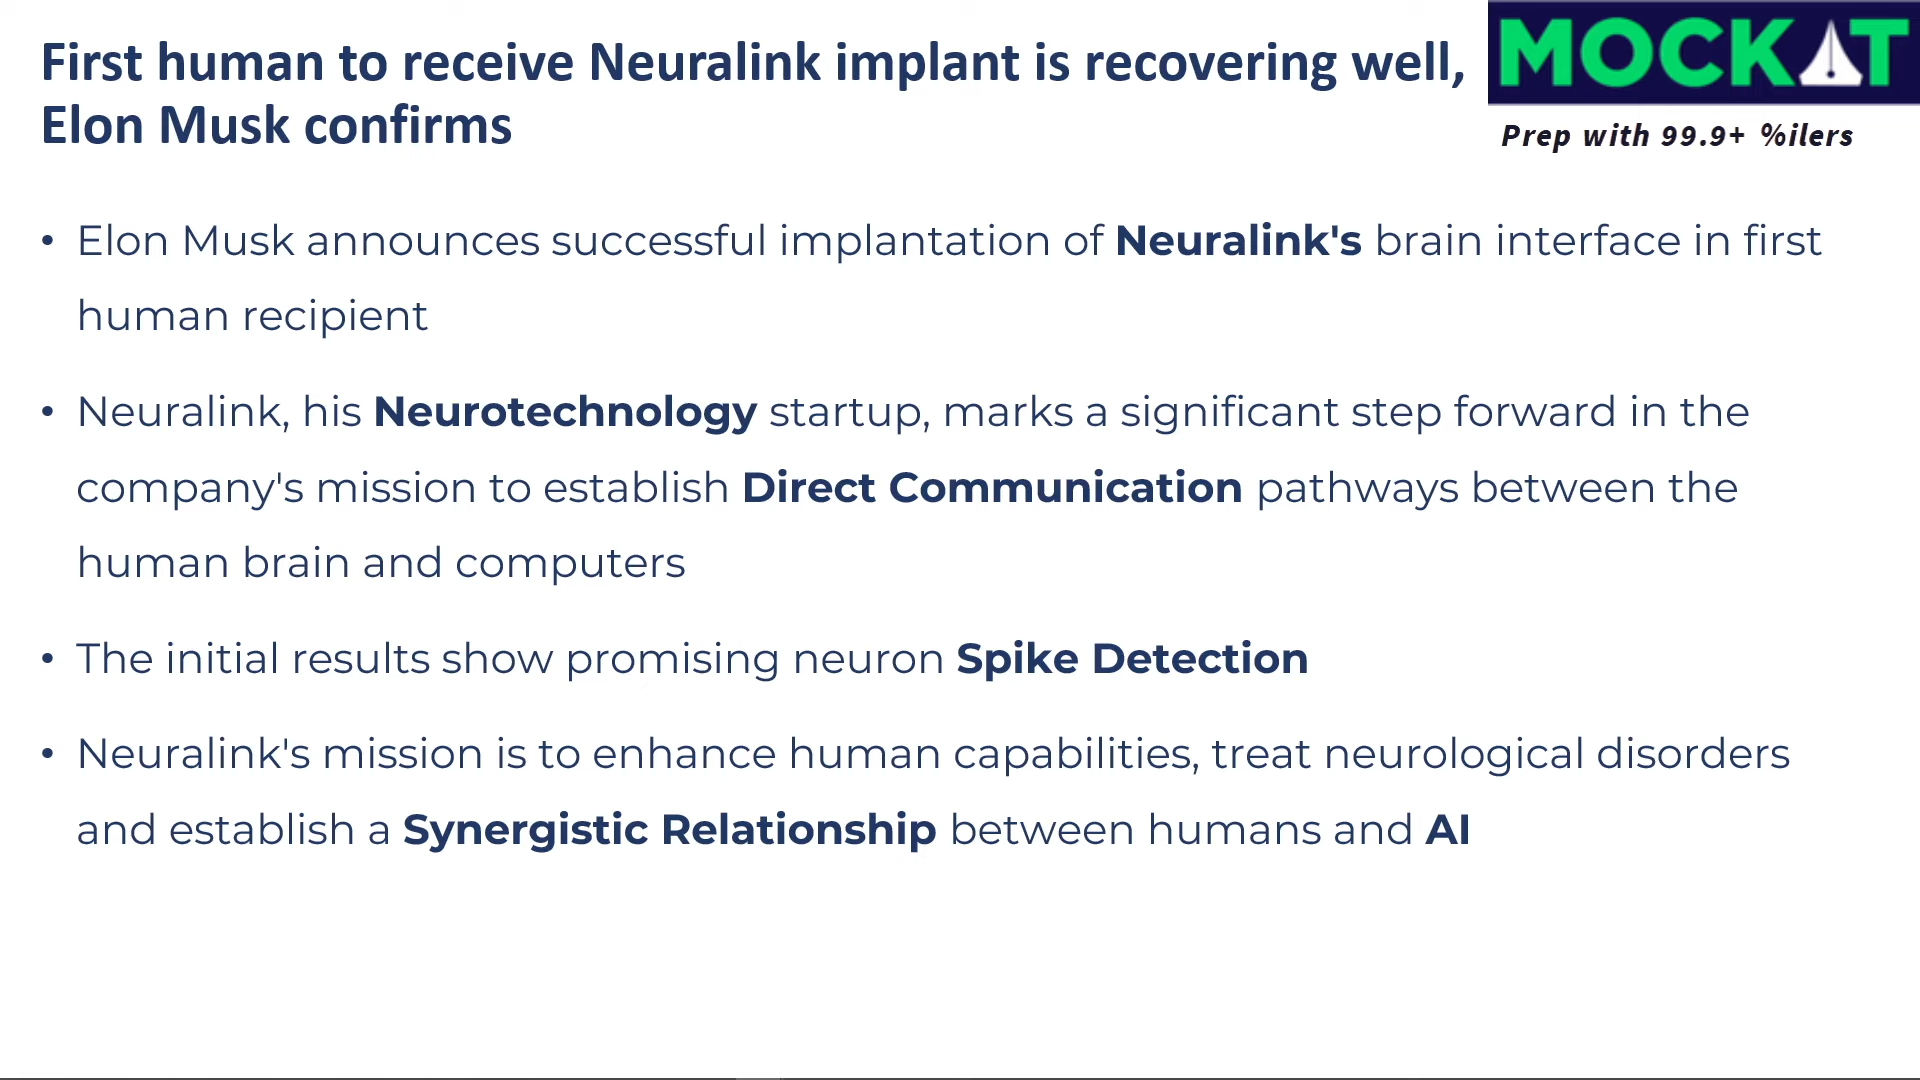 First human to receive Neuralink implant is recovering well,
Elon Musk confirms
MOCKAT
Prep with 99.9+ %ilers
• Elon Musk announces successful implantation of Neuralink's brain interface in first
human recipient
• Neuralink, his Neurotechnology startup, marks a significant step forward in the
company's mission to establish Direct Communication pathways between the
human brain and computers
• The initial results show promising neuron Spike Detection
• Neuralink's mission is to enhance human capabilities, treat neurological disorders
and establish a Synergistic Relationship between humans and AI